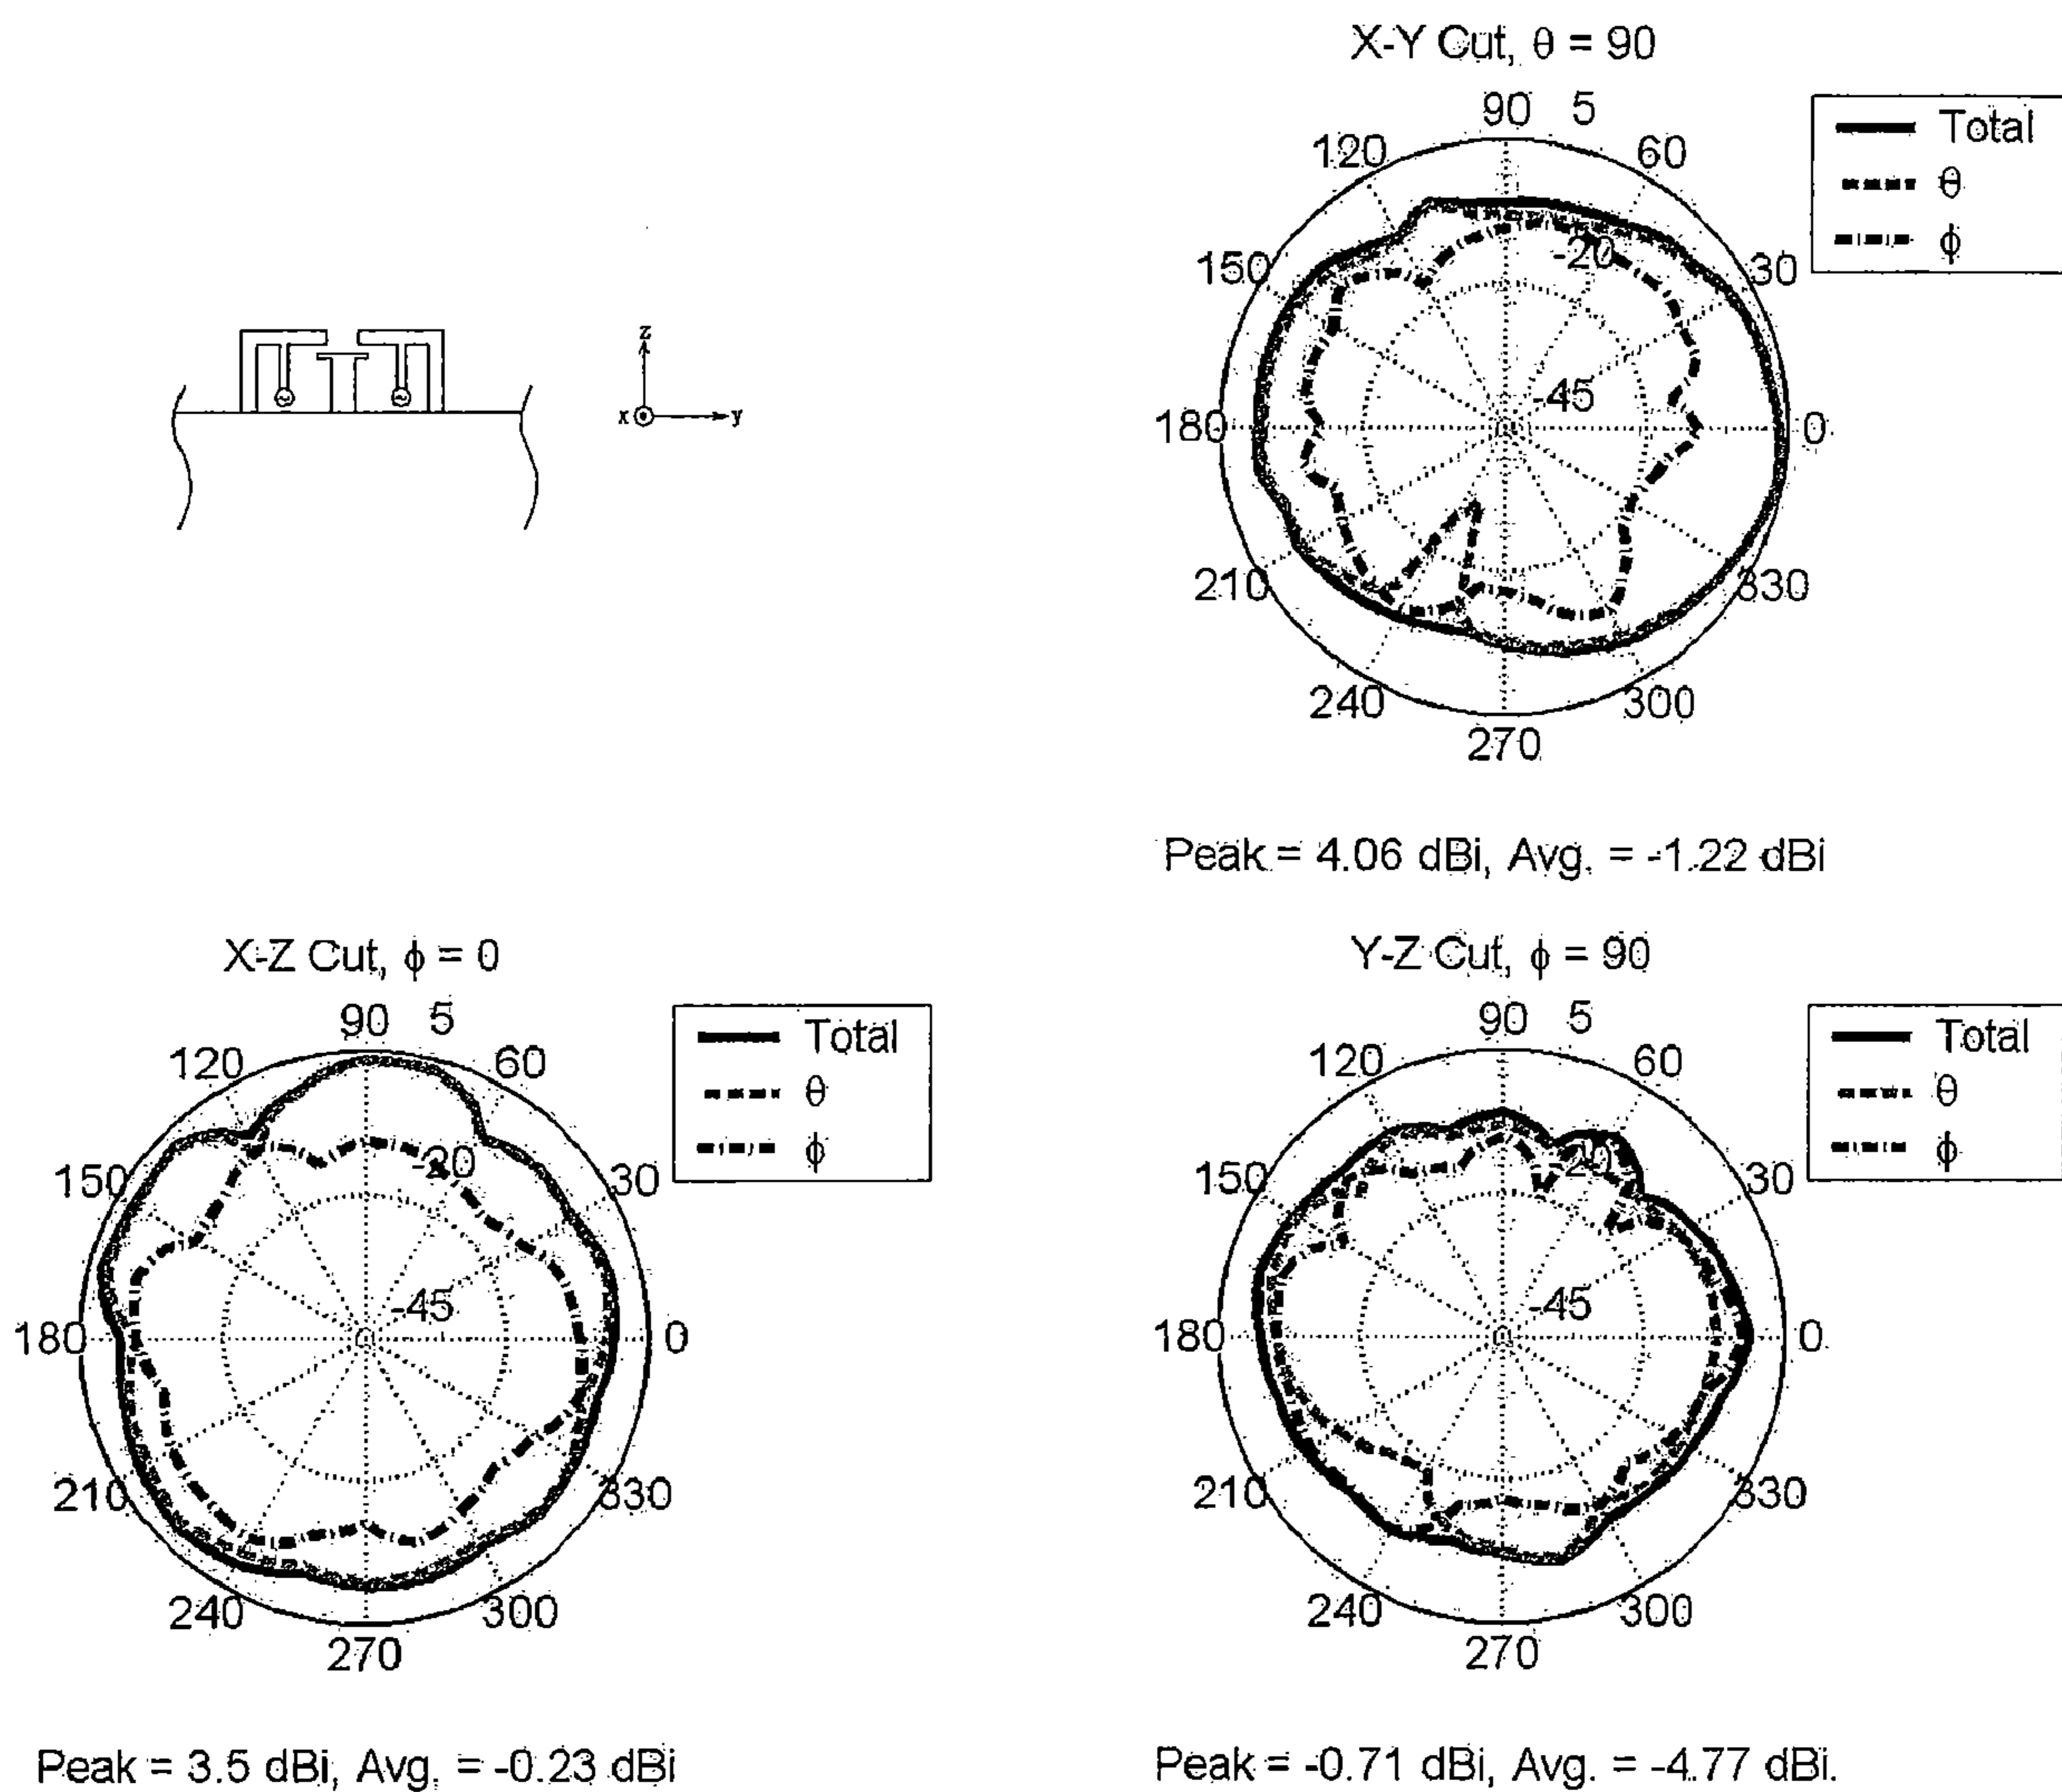 X-Y Cut, θ = 90
90 5
120 60
150 30
-20
-45
180 0
210 330
240 300
270
Total
θ
ϕ
Peak = 4.06 dBi, Avg. = -1.22 dBi
z
x y
X-Z Cut, ϕ = 0
90 5
120 60
150 30
-20
-45
180 0
210 330
240 300
270
Total
θ
ϕ
Peak = 3.5 dBi, Avg. = -0.23 dBi
Y-Z Cut, ϕ = 90
90 5
120 60
150 30
-20
-45
180 0
210 330
240 300
270
Total
θ
ϕ
Peak = -0.71 dBi, Avg. = -4.77 dBi.